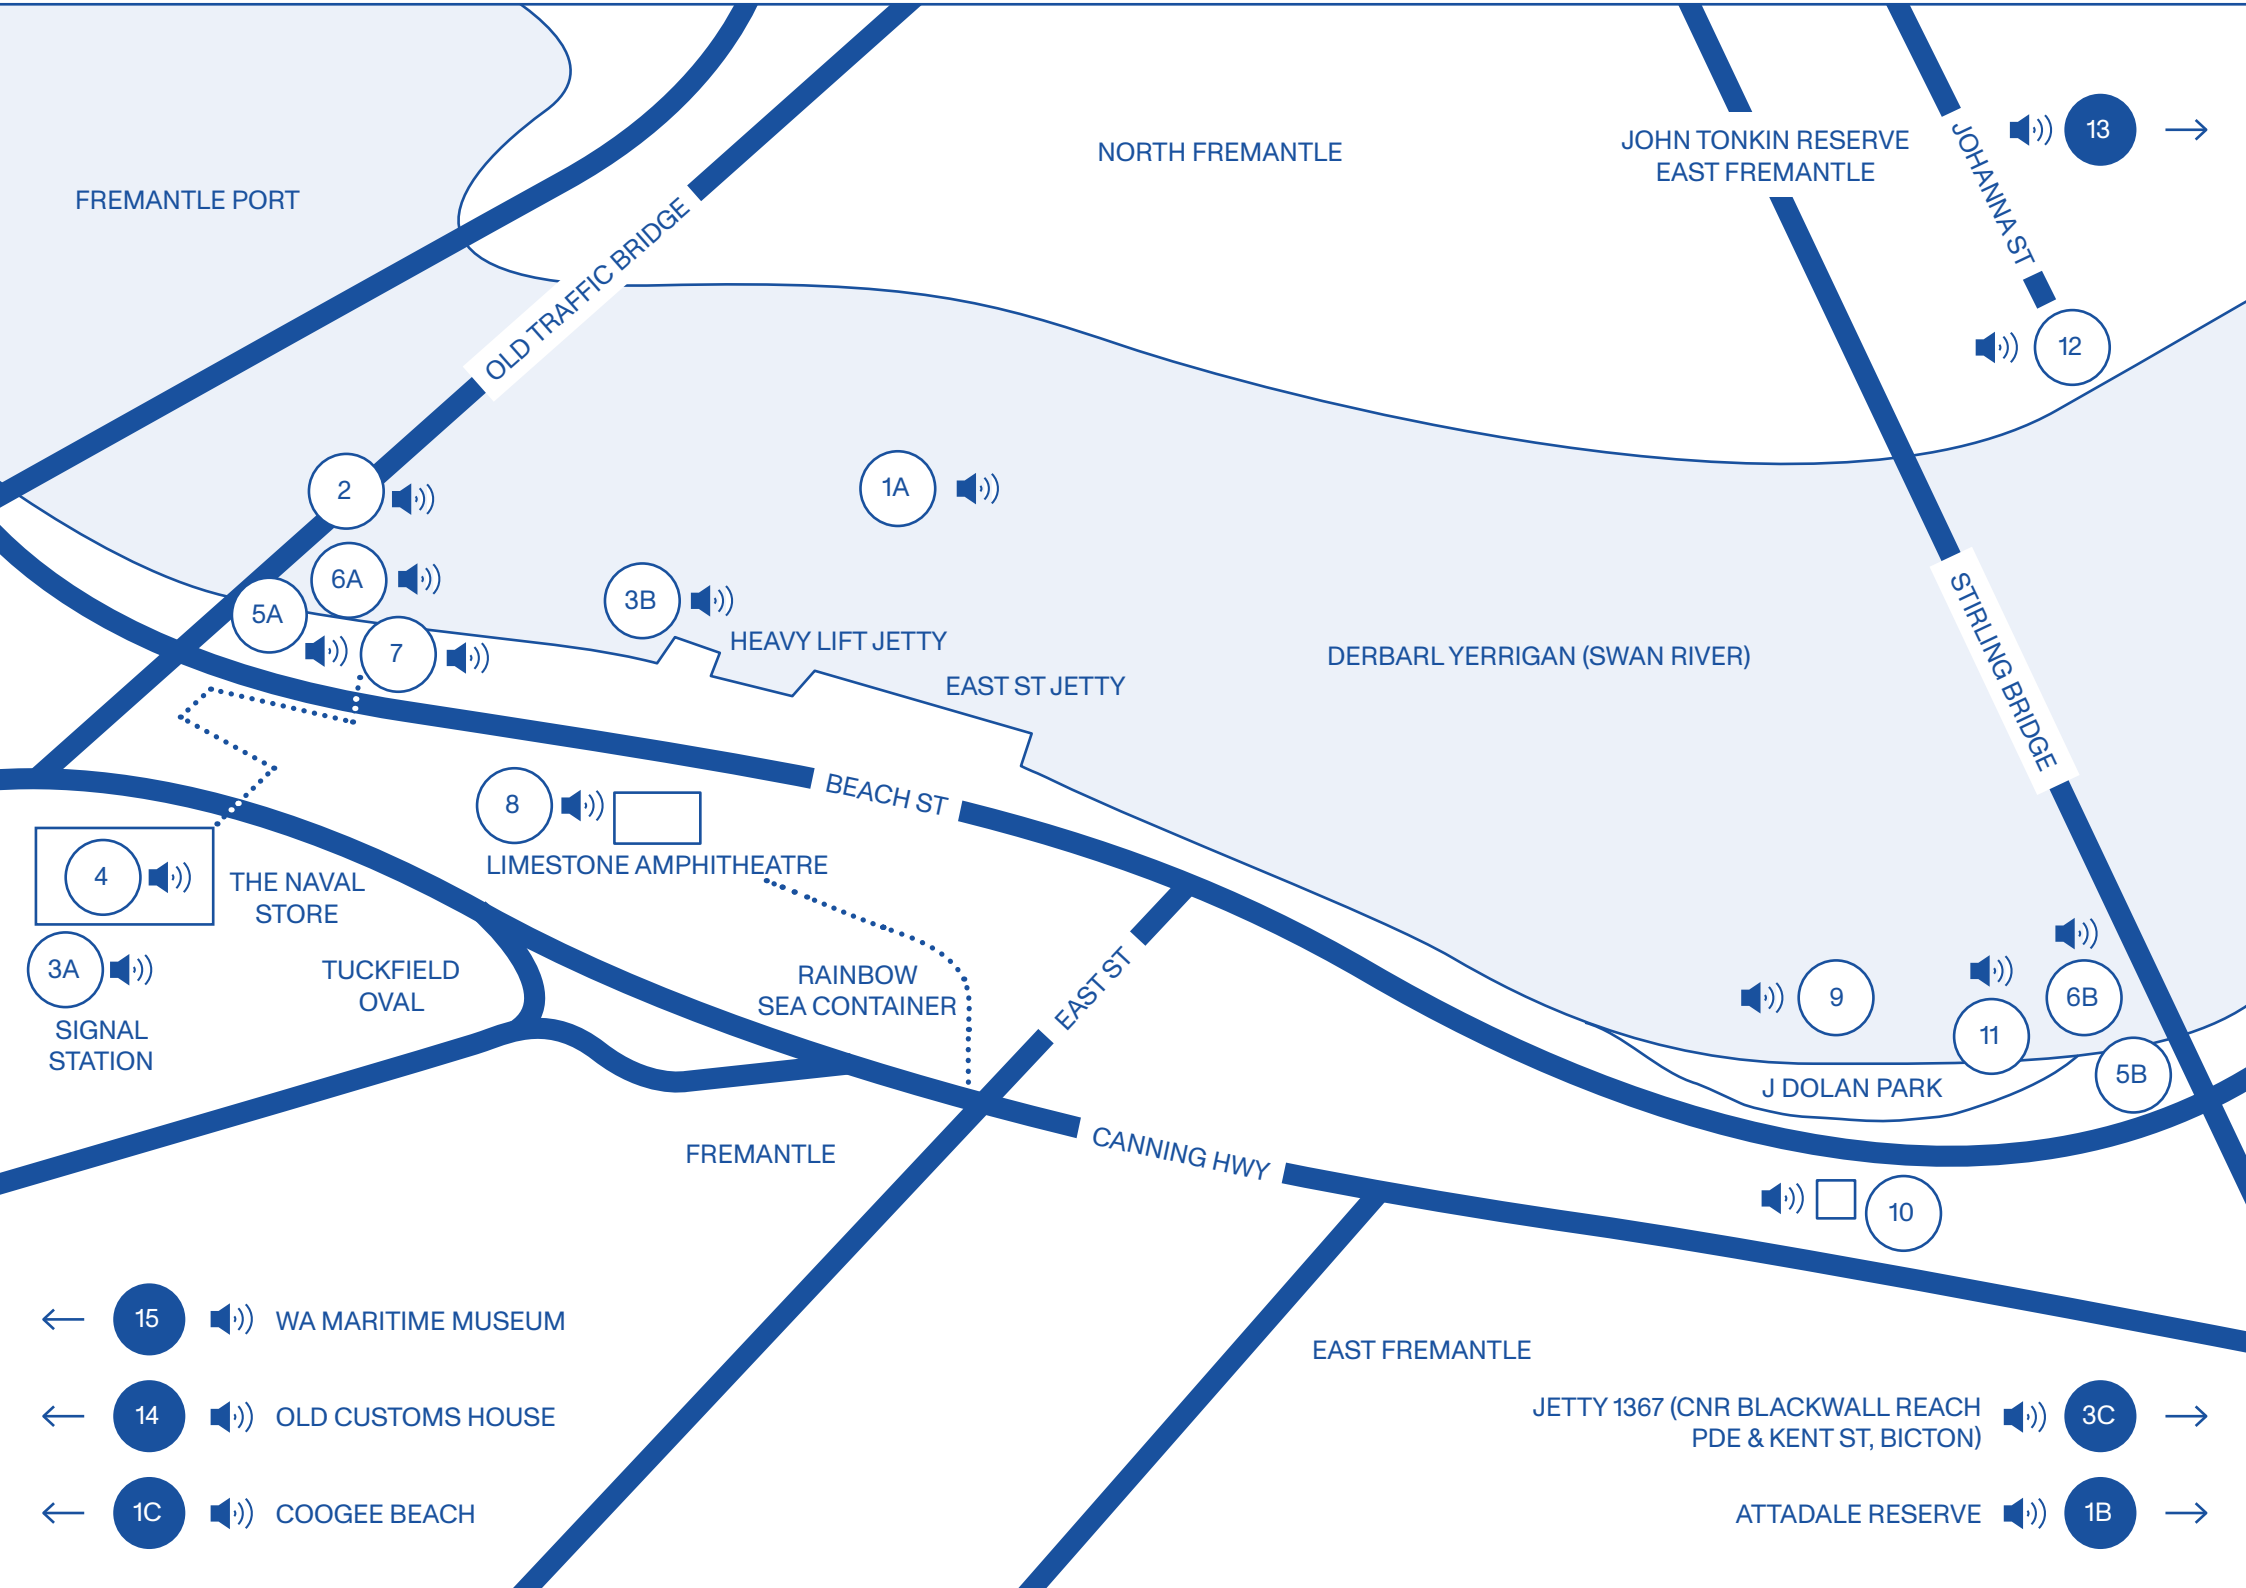 13
JOHN TONKIN RESERVE
EAST FREMANTLE
NORTH FREMANTLE
JOHANNA ST
FREMANTLE PORT
OLD TRAFFIC BRIDGE
12
2
1A
6A
3B
5A
7
HEAVY LIFT JETTY
DERBARL YERRIGAN (SWAN RIVER)
STIRLING BRIDGE
EAST ST JETTY
BEACH ST
8
LIMESTONE AMPHITHEATRE
4
THE NAVAL
STORE
3A
SIGNAL
STATION
TUCKFIELD
OVAL
RAINBOW
SEA CONTAINER
EAST ST
9
11
6B
5B
J DOLAN PARK
FREMANTLE
CANNING HWY
10
EAST FREMANTLE
15
WA MARITIME MUSEUM
14
OLD CUSTOMS HOUSE
1C
COOGEE BEACH
JETTY 1367 (CNR BLACKWALL REACH
PDE & KENT ST, BICTON)
3C
ATTADALE RESERVE
1B